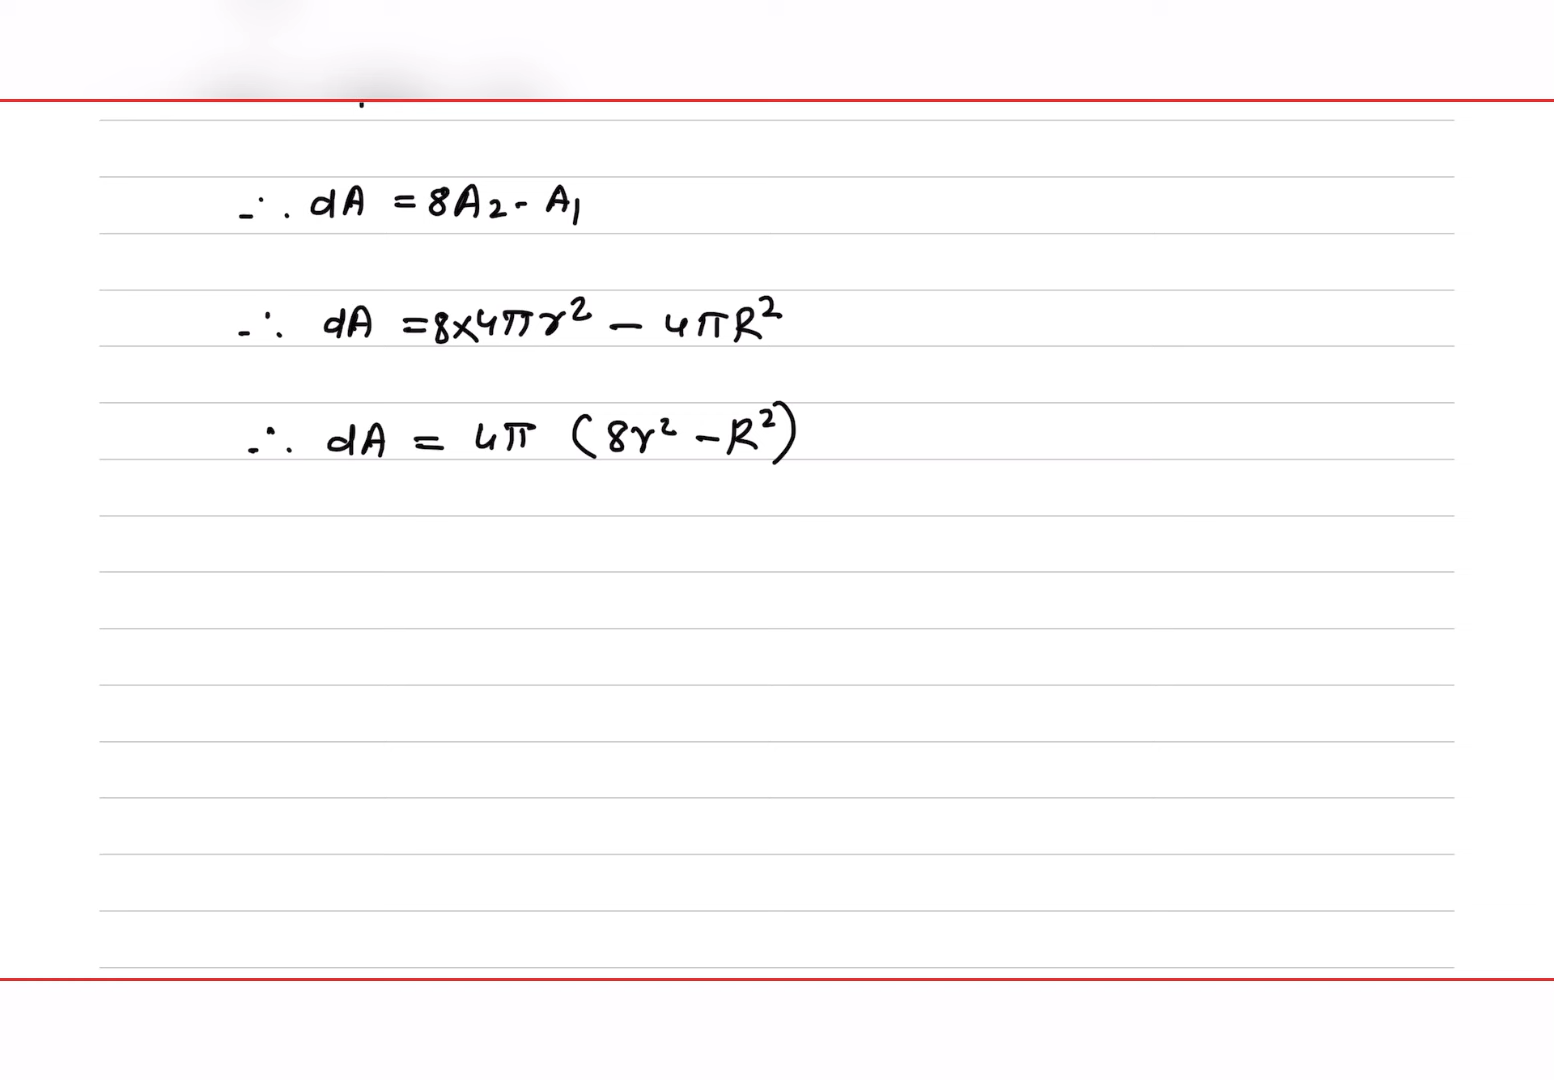 ∴ dA = 8A₂ - A₁
∴ dA = 8×4πr² – 4πR²
∴ dA = 4π (8r² – R²)